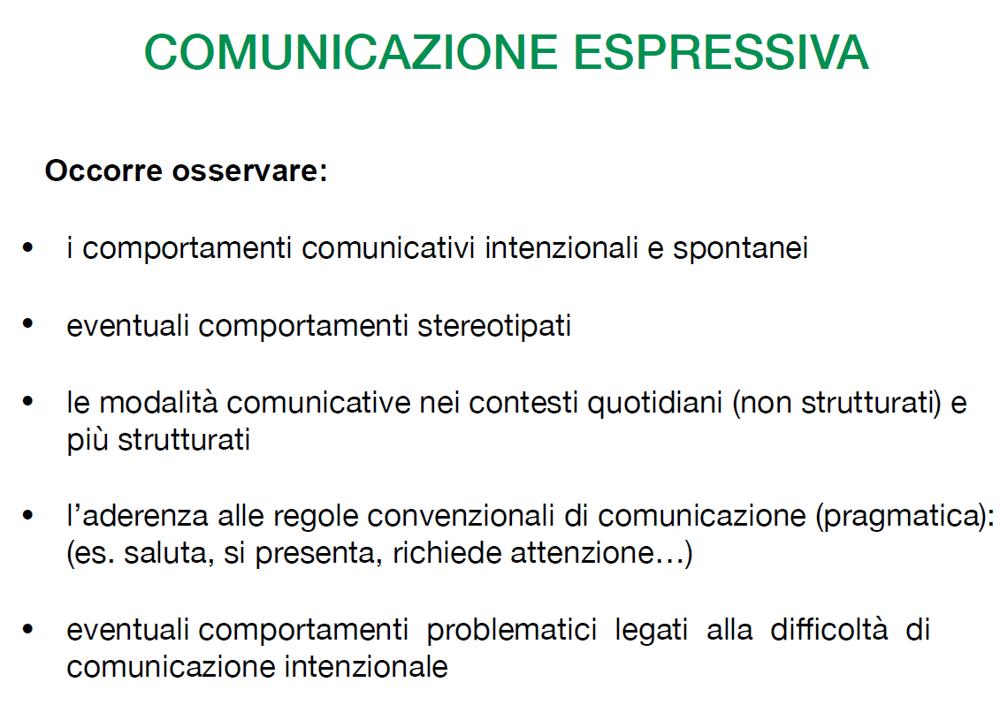 COMUNICAZIONE ESPRESSIVA
Occorre osservare:
• i comportamenti comunicativi intenzionali e spontanei
• eventuali comportamenti stereotipati
• le modalità comunicative nei contesti quotidiani (non strutturati) e
più strutturati
• l’aderenza alle regole convenzionali di comunicazione (pragmatica):
(es. saluta, si presenta, richiede attenzione…)
• eventuali comportamenti problematici legati alla difficoltà di
comunicazione intenzionale